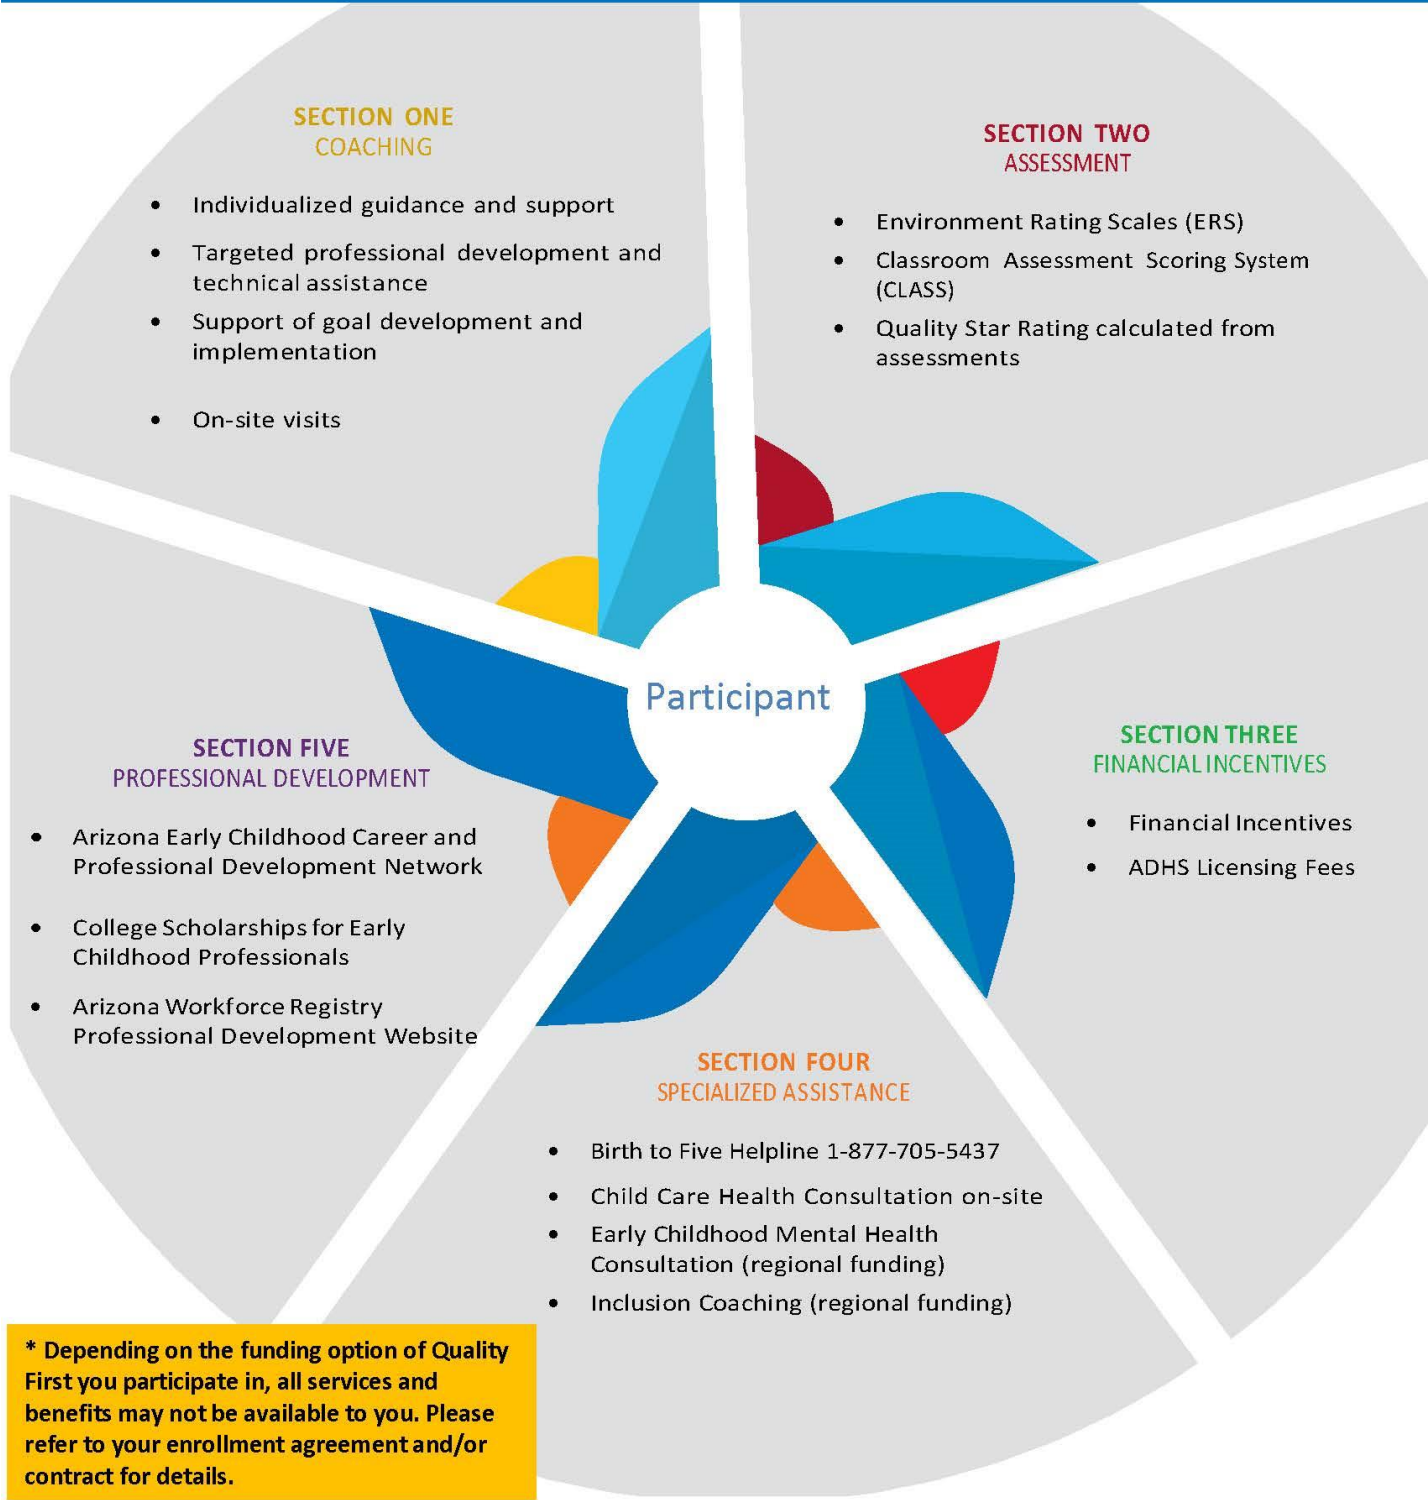 SECTION ONE
COACHING
• Individualized guidance and support
• Targeted professional development and
technical assistance
• Support of goal development and
implementation
• On-site visits
SECTION TWO
ASSESSMENT
• Environment Rating Scales (ERS)
• Classroom Assessment Scoring System
(CLASS)
• Quality Star Rating calculated from
assessments
Participant
SECTION THREE
FINANCIAL INCENTIVES
• Financial Incentives
• ADHS Licensing Fees
SECTION FOUR
SPECIALIZED ASSISTANCE
• Birth to Five Helpline 1-877-705-5437
• Child Care Health Consultation on-site
• Early Childhood Mental Health
Consultation (regional funding)
• Inclusion Coaching (regional funding)
SECTION FIVE
PROFESSIONAL DEVELOPMENT
• Arizona Early Childhood Career and
Professional Development Network
• College Scholarships for Early
Childhood Professionals
• Arizona Workforce Registry
Professional Development Website
* Depending on the funding option of Quality
First you participate in, all services and
benefits may not be available to you. Please
refer to your enrollment agreement and/or
contract for details.